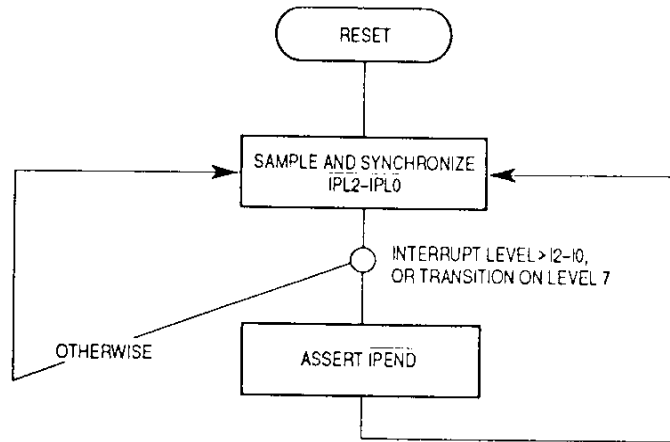 RESET
SAMPLE AND SYNCHRONIZE
IPL2-IPL0
INTERRUPT LEVEL > I2-I0,
OR TRANSITION ON LEVEL 7
OTHERWISE
ASSERT IPEND